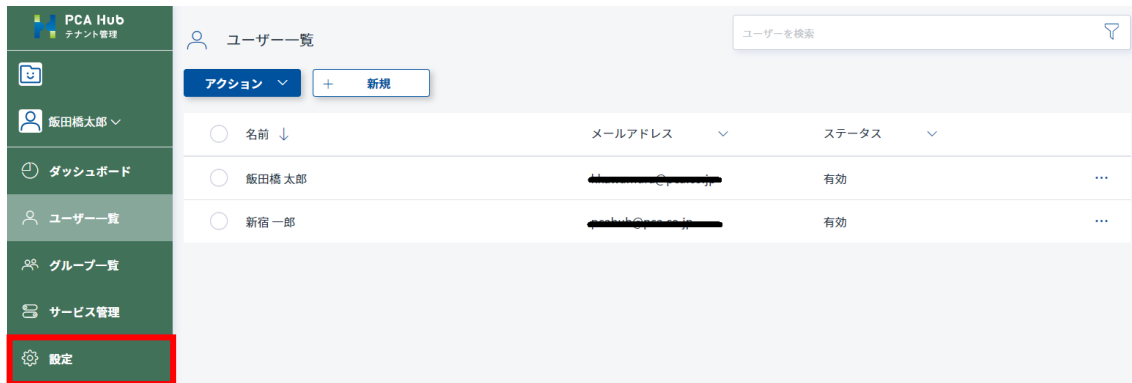 PCA Hub
テナント管理
飯田橋太郎
ダッシュボード
ユーザー一覧
グループ一覧
サービス管理
設定
ユーザー一覧
ユーザーを検索
アクション
+ 新規
名前 ↓ メールアドレス ステータス
飯田橋 太郎 有効 ...
新宿 一郎 有効 ...